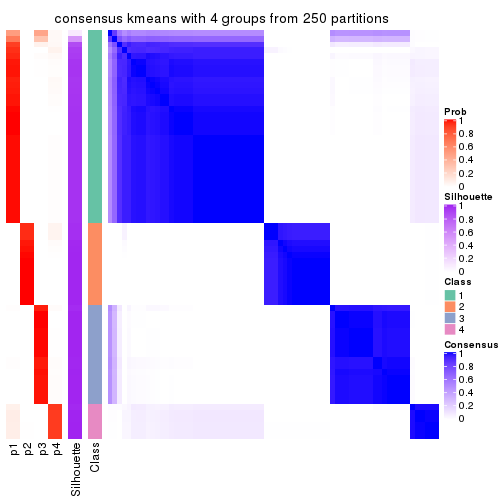 consensus kmeans with 4 groups from 250 partitions
p1
p2
p3
p4
Silhouette
Class
Prob
1
0.8
0.6
0.4
0.2
0
Silhouette
1
0.8
0.6
0.4
0.2
0
Class
1
2
3
4
Consensus
1
0.8
0.6
0.4
0.2
0